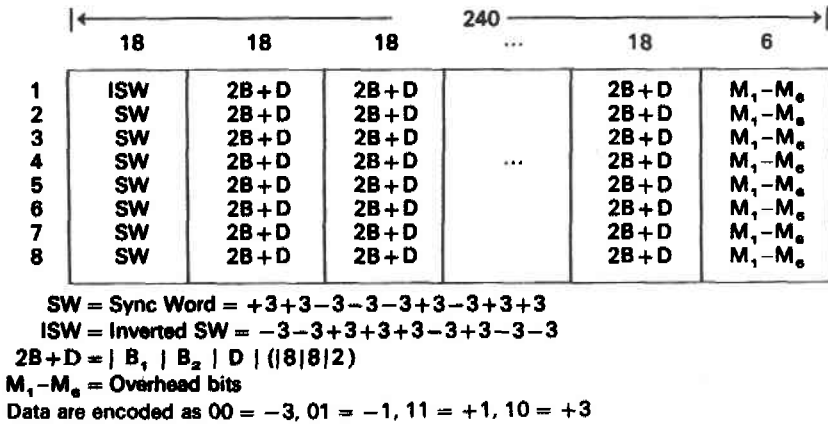 240
18 18 18 ... 18 6
1 ISW 2B+D 2B+D 2B+D M₁–M₆
2 SW 2B+D 2B+D 2B+D M₁–M₆
3 SW 2B+D 2B+D 2B+D M₁–M₆
4 SW 2B+D 2B+D ... 2B+D M₁–M₆
5 SW 2B+D 2B+D 2B+D M₁–M₆
6 SW 2B+D 2B+D 2B+D M₁–M₆
7 SW 2B+D 2B+D 2B+D M₁–M₆
8 SW 2B+D 2B+D 2B+D M₁–M₆
SW = Sync Word = +3+3−3−3−3+3−3+3+3
ISW = Inverted SW = −3−3+3+3+3−3+3−3−3
2B+D = | B₁ | B₂ | D | (|8|8|2)
M₁–M₆ = Overhead bits
Data are encoded as 00 = −3, 01 = −1, 11 = +1, 10 = +3